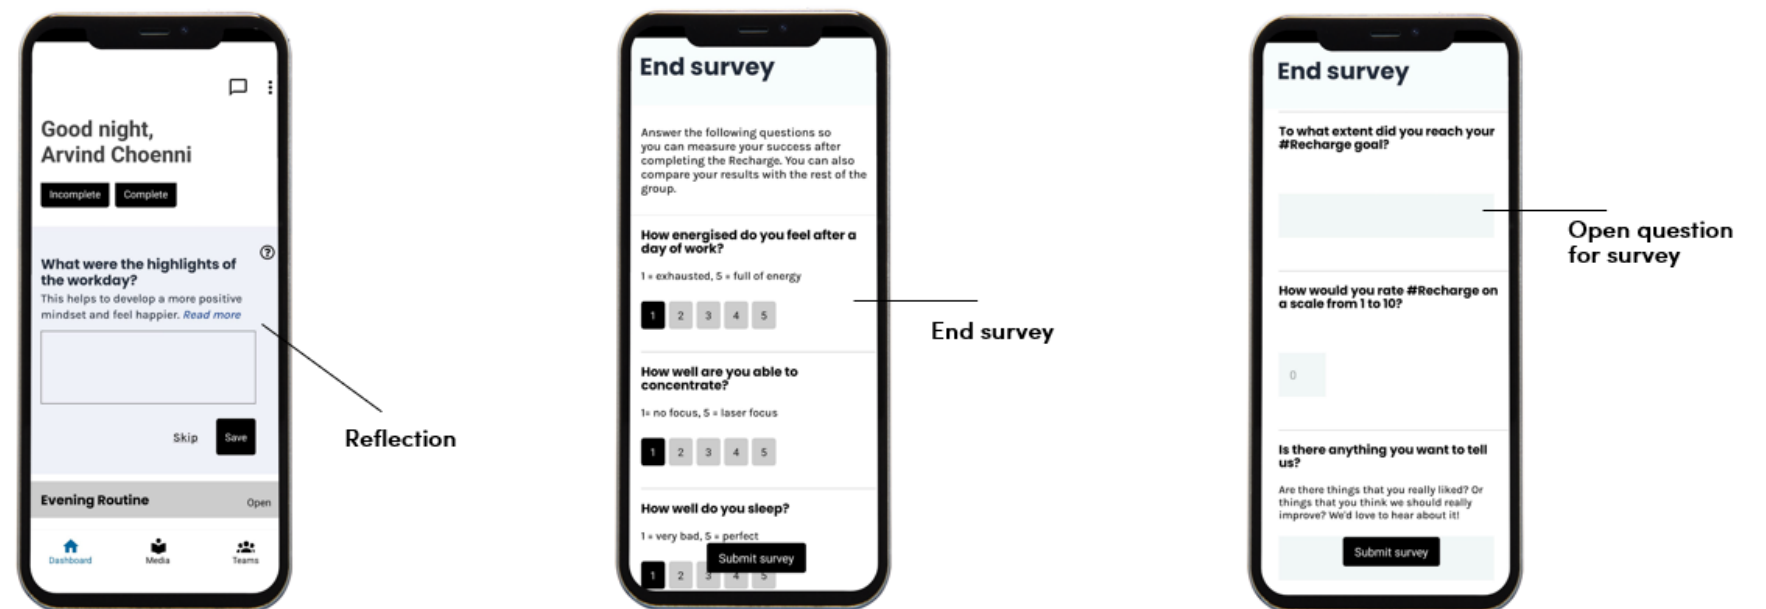 Good night,
Arvind Choenni
Incomplete
Complete
What were the highlights of
the workday?
This helps to develop a more positive
mindset and feel happier. Read more
Skip
Save
Evening Routine
Open
Dashboard
Media
Teams
Reflection
End survey
Answer the following questions so
you can measure your success after
completing the Recharge. You can also
compare your results with the rest of the
group.
How energised do you feel after a
day of work?
1 = exhausted, 5 = full of energy
1 2 3 4 5
How well are you able to
concentrate?
1= no focus, 5 = laser focus
1 2 3 4 5
How well do you sleep?
1 = very bad, 5 = perfect
Submit survey
1 2 3 4 5
End survey
End survey
To what extent did you reach your
#Recharge goal?
How would you rate #Recharge on
a scale from 1 to 10?
0
Is there anything you want to tell
us?
Are there things that you really liked? Or
things that you think we should really
improve? We'd love to hear about it!
Submit survey
Open question
for survey